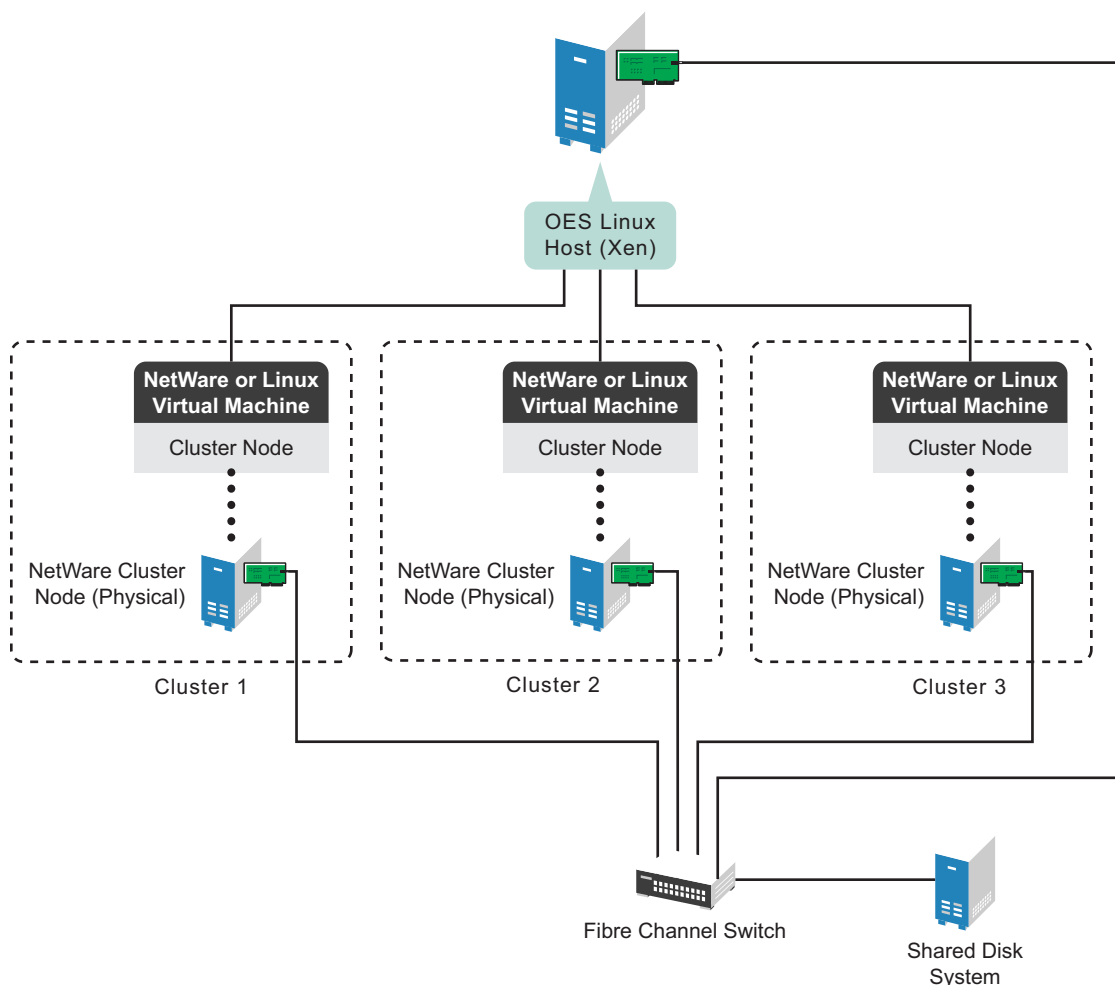 OES Linux
Host (Xen)
NetWare or Linux
Virtual Machine
Cluster Node
NetWare Cluster
Node (Physical)
Cluster 1
NetWare or Linux
Virtual Machine
Cluster Node
NetWare Cluster
Node (Physical)
Cluster 2
NetWare or Linux
Virtual Machine
Cluster Node
NetWare Cluster
Node (Physical)
Cluster 3
Fibre Channel Switch
Shared Disk
System